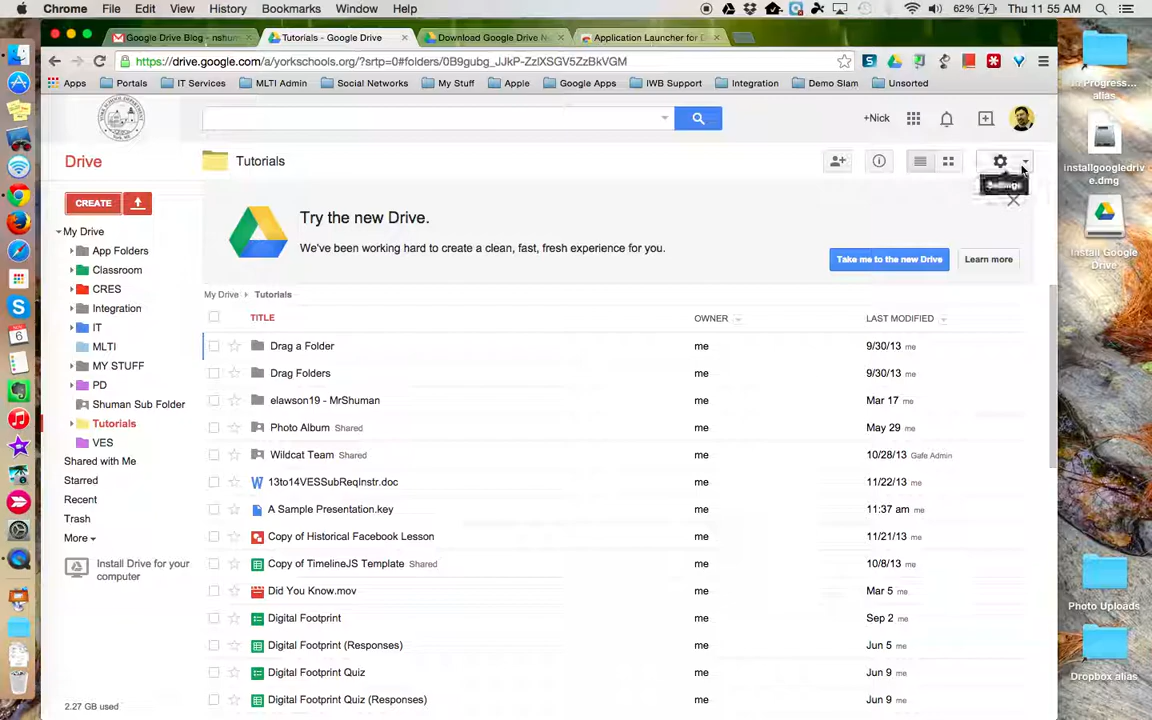 Chrome File Edit View History Bookmarks Window Help 62% Thu 11:55 AM
Google Drive Blog - nshum Tutorials - Google Drive Download Google Drive Application Launcher for
https://drive.google.com/a/yorkschools.org/?srtp=0#folders/0B9gubg_JJkP-ZzlXSGV5ZzBkVGM
Apps Portals IT Services MLTI Admin Social Networks My Stuff Apple Google Apps IWB Support Integration Demo Slam Unsorted
+Nick
Drive
Tutorials
Settings
CREATE
Try the new Drive.
We've been working hard to create a clean, fast, fresh experience for you.
Take me to the new Drive Learn more
My Drive
App Folders
Classroom
CRES
Integration
IT
MLTI
MY STUFF
PD
Shuman Sub Folder
Tutorials
VES
Shared with Me
Starred
Recent
Trash
More
Install Drive for your
computer
2.27 GB used
My Drive Tutorials
TITLE OWNER LAST MODIFIED
Drag a Folder me 9/30/13 me
Drag Folders me 9/30/13 me
elawson19 - MrShuman me Mar 17 me
Photo Album Shared me May 29 me
Wildcat Team Shared me 10/28/13 Gafe Admin
13to14VESSubReqInstr.doc me 11/22/13 me
A Sample Presentation.key me 11:37 am me
Copy of Historical Facebook Lesson me 11/21/13 me
Copy of TimelineJS Template Shared me 10/8/13 me
Did You Know.mov me Mar 5 me
Digital Footprint me Sep 2 me
Digital Footprint (Responses) me Jun 5 me
Digital Footprint Quiz me Jun 9 me
Digital Footprint Quiz (Responses) me Jun 9 me
In Progress...
alias
installgoogledriv
e.dmg
Install Google
Drive
Photo Uploads
Dropbox alias
NOV
6